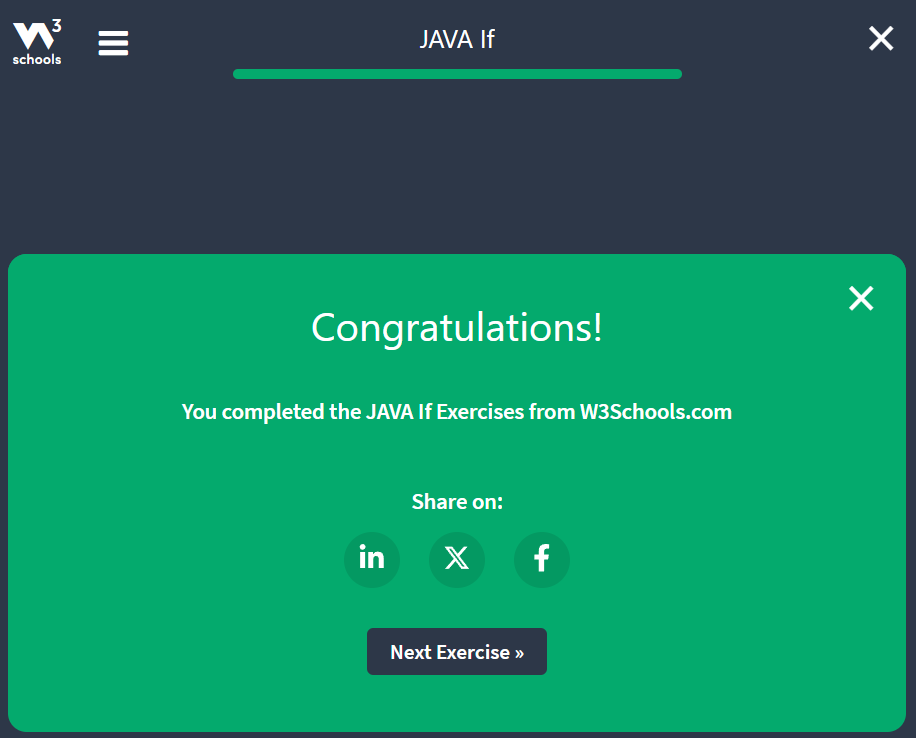 W3
schools
JAVA If
Congratulations!
You completed the JAVA If Exercises from W3Schools.com
Share on:
in
X
f
Next Exercise »